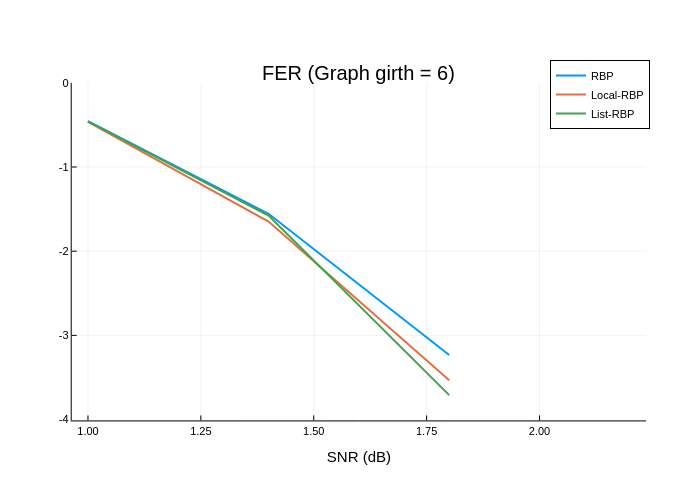 FER (Graph girth = 6)
RBP
Local-RBP
List-RBP
0
-1
-2
-3
-4
1.00 1.25 1.50 1.75 2.00
SNR (dB)